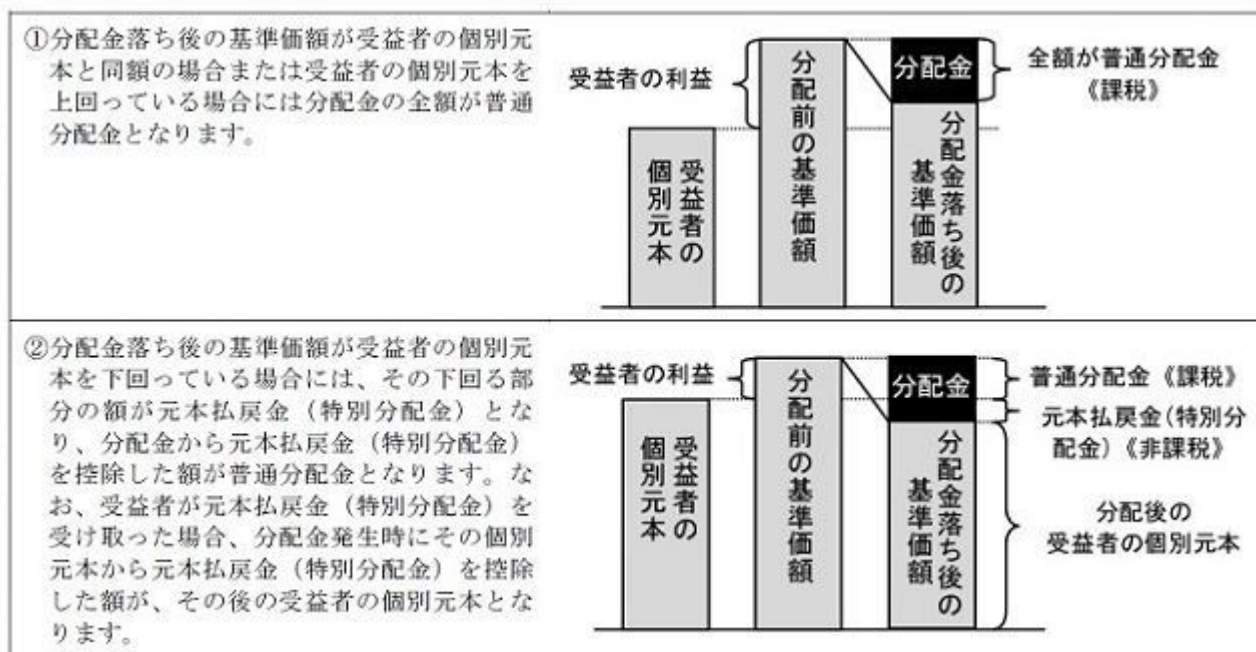 ①分配金落ち後の基準価額が受益者の個別元
本と同額の場合または受益者の個別元本を
上回っている場合には分配金の全額が普通
分配金となります。
受益者の利益
受益者の
個別元本
分配前の基準価額
分配金
分配金落ち後の
基準価額
全額が普通分配金
《課税》
②分配金落ち後の基準価額が受益者の個別元
本を下回っている場合には、その下回る部
分の額が元本払戻金（特別分配金）とな
り、分配金から元本払戻金（特別分配金）
を控除した額が普通分配金となります。な
お、受益者が元本払戻金（特別分配金）を
受け取った場合、分配金発生時にその個別
元本から元本払戻金（特別分配金）を控除
した額が、その後の受益者の個別元本とな
ります。
受益者の利益
受益者の
個別元本
分配前の基準価額
分配金
分配金落ち後の
基準価額
普通分配金《課税》
元本払戻金（特別分
配金）《非課税》
分配後の
受益者の個別元本